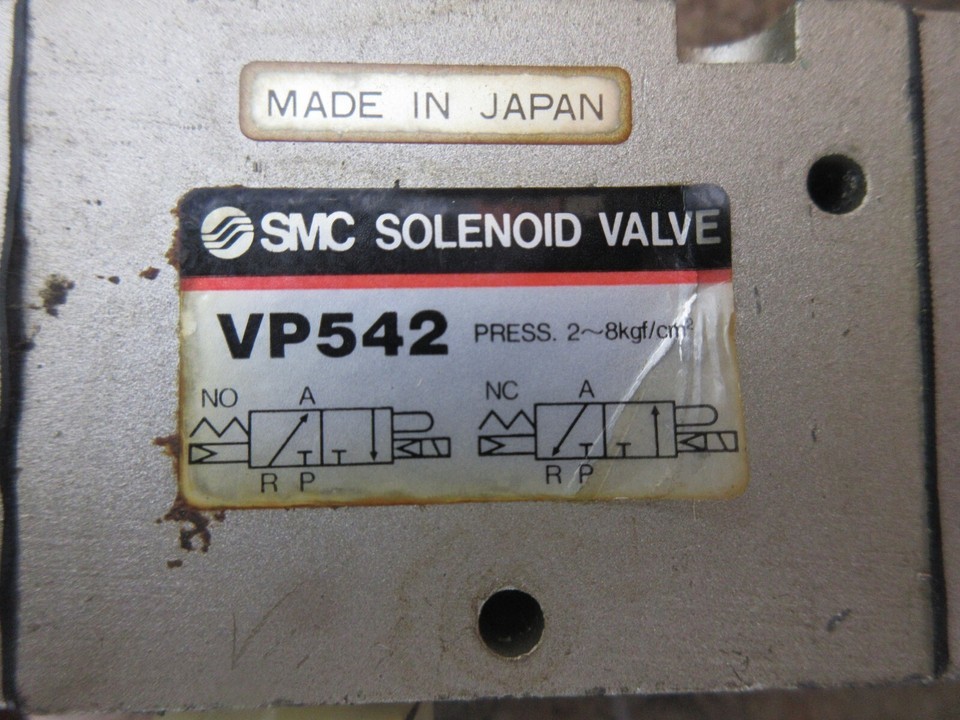 MADE IN JAPAN
SMC SOLENOID VALVE
VP542 PRESS. 2～8kgf/cm²
NO A NC A
R P R P